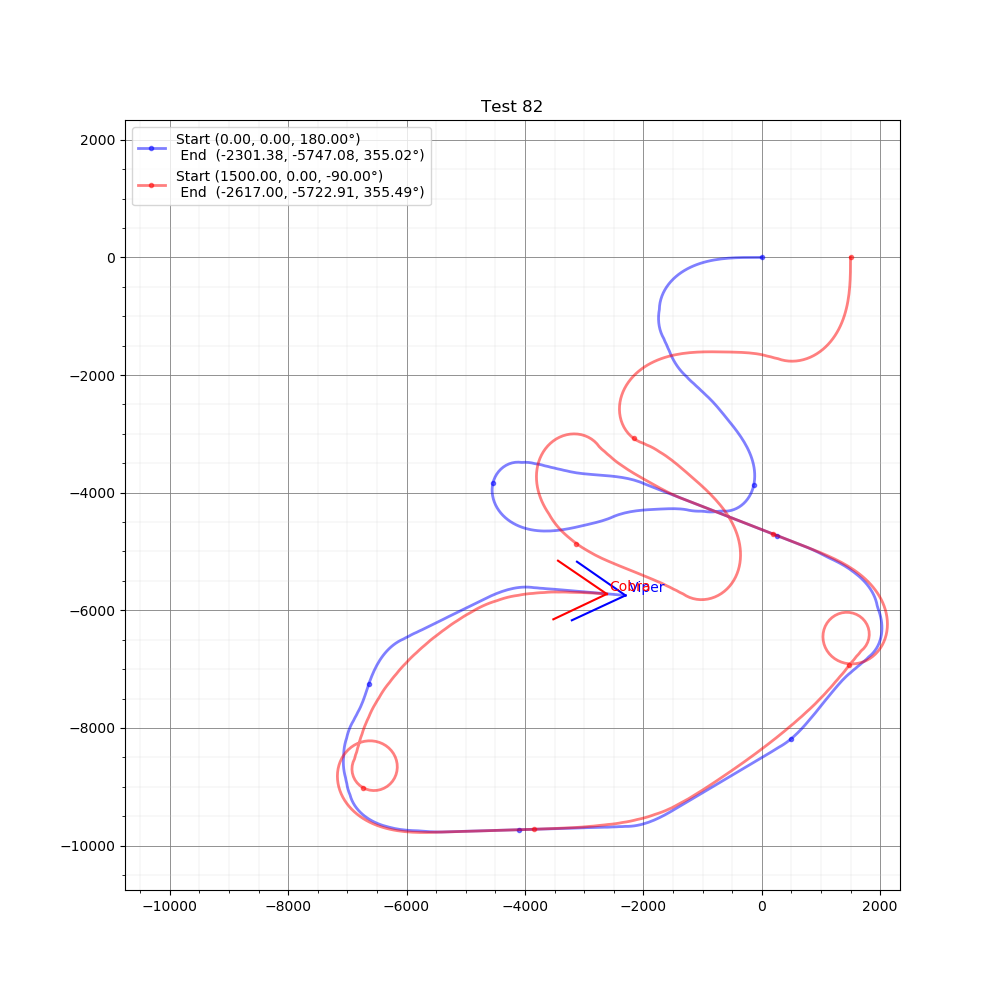 Test 82
Start (0.00, 0.00, 180.00°)
End (-2301.38, -5747.08, 355.02°)
Start (1500.00, 0.00, -90.00°)
End (-2617.00, -5722.91, 355.49°)
2000
0
−2000
−4000
−6000
−8000
−10000
Cobra
Viper
−10000 −8000 −6000 −4000 −2000 0 2000